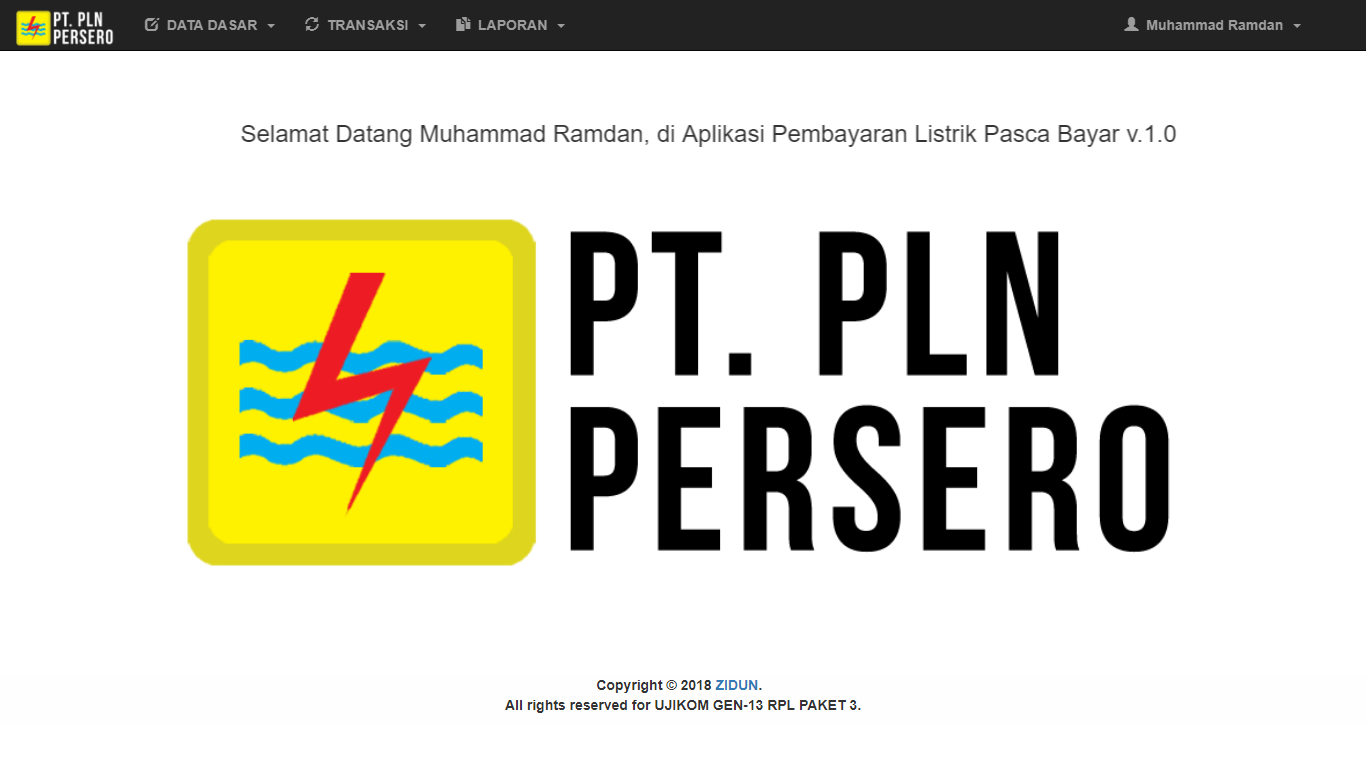 PT. PLN
PERSERO
DATA DASAR
TRANSAKSI
LAPORAN
Muhammad Ramdan
Selamat Datang Muhammad Ramdan, di Aplikasi Pembayaran Listrik Pasca Bayar v.1.0
PT. PLN
PERSERO
Copyright © 2018 ZIDUN.
All rights reserved for UJIKOM GEN-13 RPL PAKET 3.